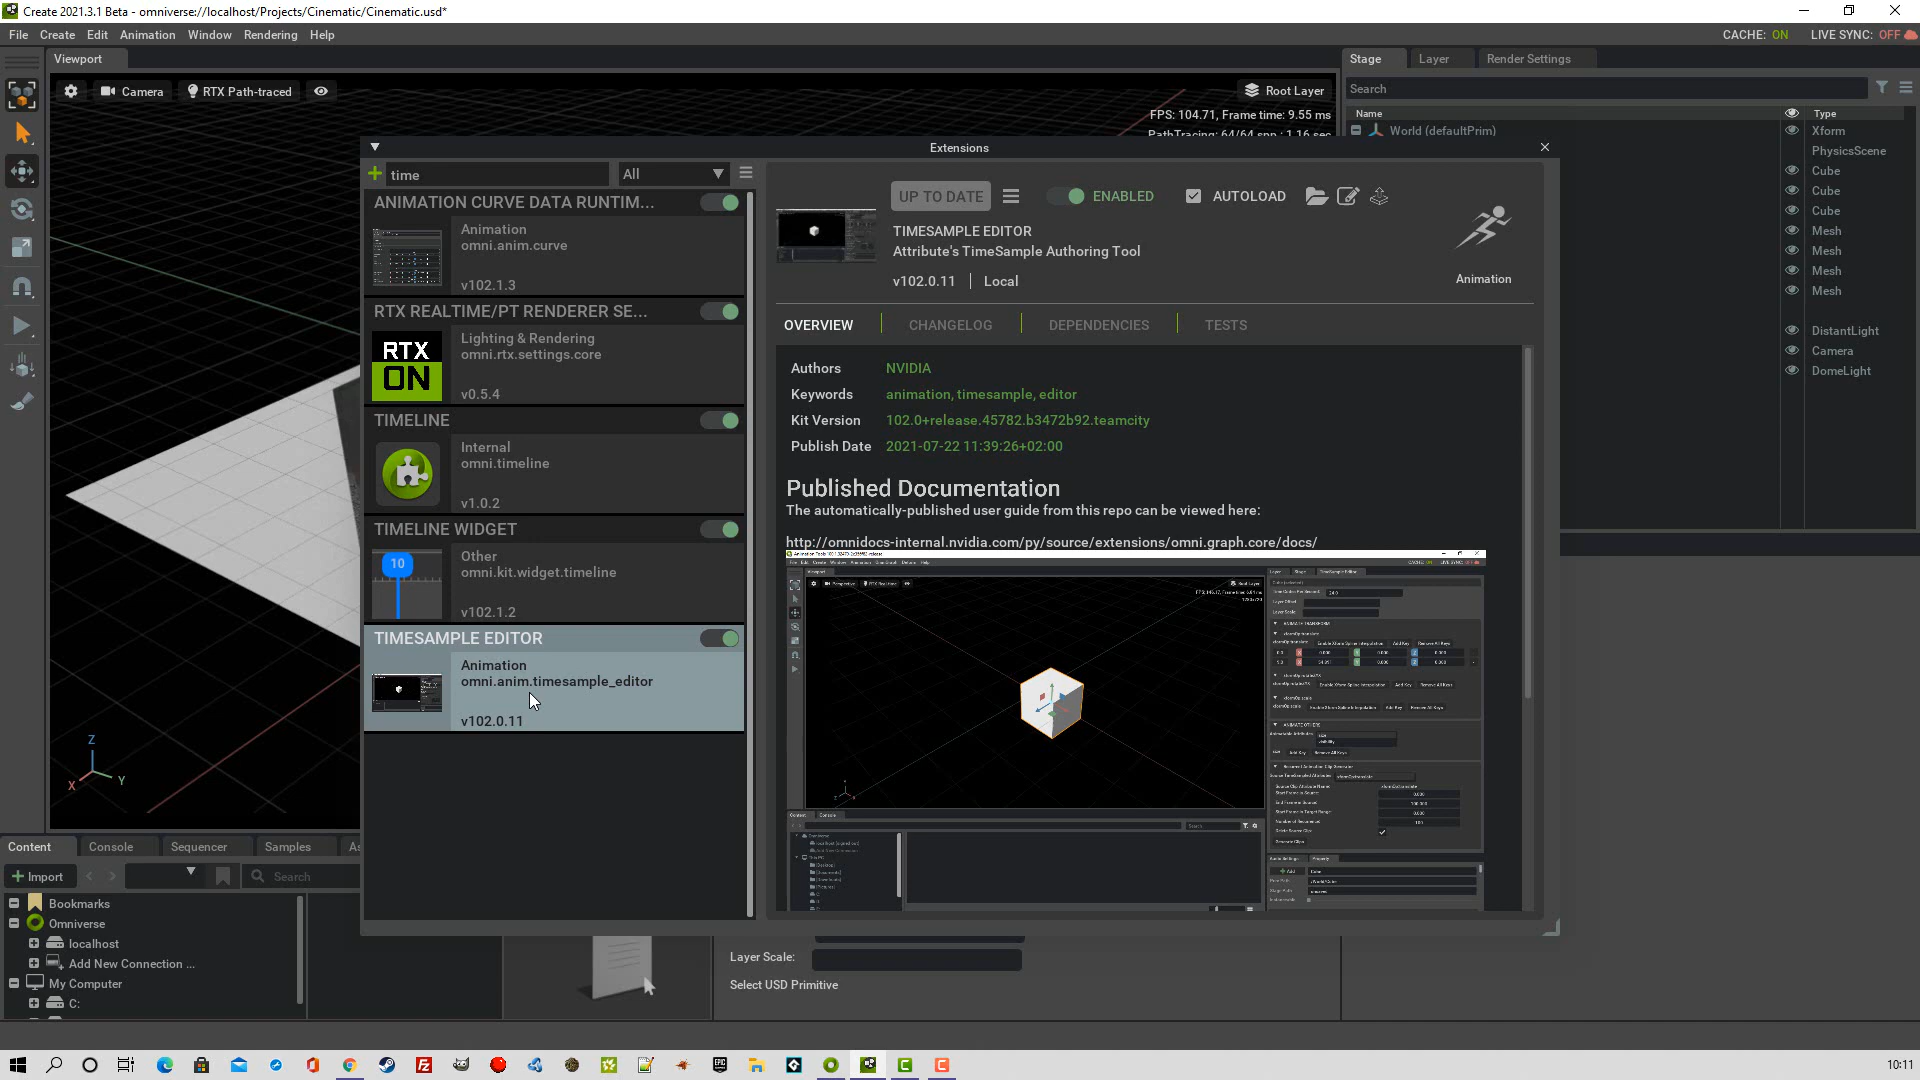 Create 2021.3.1 Beta - omniverse://localhost/Projects/Cinematic/Cinematic.usd*
File Edit Create Animation Window Rendering Help
CACHE: ON LIVE SYNC: OFF
Viewport
Stage Layer Render Settings
Camera RTX Path-traced
Root Layer
Search
FPS: 104.71, Frame time: 9.55 ms
PathTracing: 64/64 spp : 1.16 sec
Name Type
World (defaultPrim) Xform
PhysicsScene
Cube
Cube
Cube
Mesh
Mesh
Mesh
Mesh
DistantLight
Camera
DomeLight
Extensions
time
All
ANIMATION CURVE DATA RUNTIM...
Animation
omni.anim.curve
v102.1.3
RTX REALTIME/PT RENDERER SE...
RTX
ON
Lighting & Rendering
omni.rtx.settings.core
v0.5.4
TIMELINE
Internal
omni.timeline
v1.0.2
TIMELINE WIDGET
10
Other
omni.kit.widget.timeline
v102.1.2
TIMESAMPLE EDITOR
Animation
omni.anim.timesample_editor
v102.0.11
UP TO DATE ENABLED AUTOLOAD
TIMESAMPLE EDITOR
Attribute's TimeSample Authoring Tool
v102.0.11 Local
Animation
OVERVIEW CHANGELOG DEPENDENCIES TESTS
Authors NVIDIA
Keywords animation, timesample, editor
Kit Version 102.0+release.45782.b3472b92.teamcity
Publish Date 2021-07-22 11:39:26+02:00
Published Documentation
The automatically-published user guide from this repo can be viewed here:
http://omnidocs-internal.nvidia.com/py/source/extensions/omni.graph.core/docs/
Z
X
Y
Content Console Sequencer Samples As
Import
Search
Bookmarks
Omniverse
localhost
Add New Connection ...
My Computer
C:
Layer Scale:
Select USD Primitive
10:11